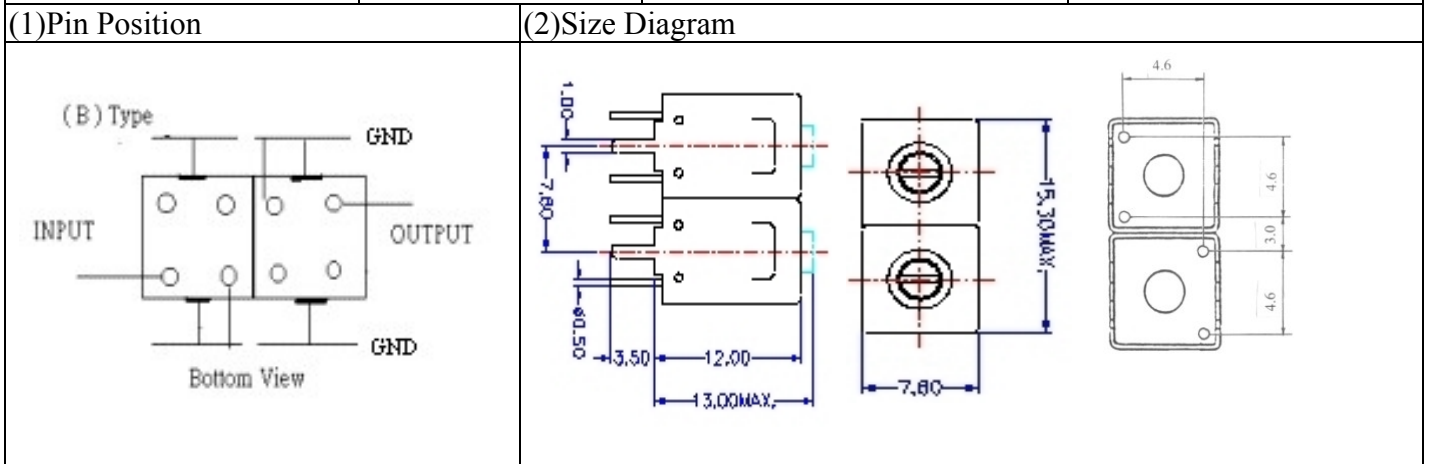 (1)Pin Position
(2)Size Diagram
(B) Type
GND
INPUT
OUTPUT
GND
Bottom View
1.00
7.80
ø0.50
3.50
12.00
13.00MAX.
15.30MAX.
7.80
4.6
4.6
3.0
4.6